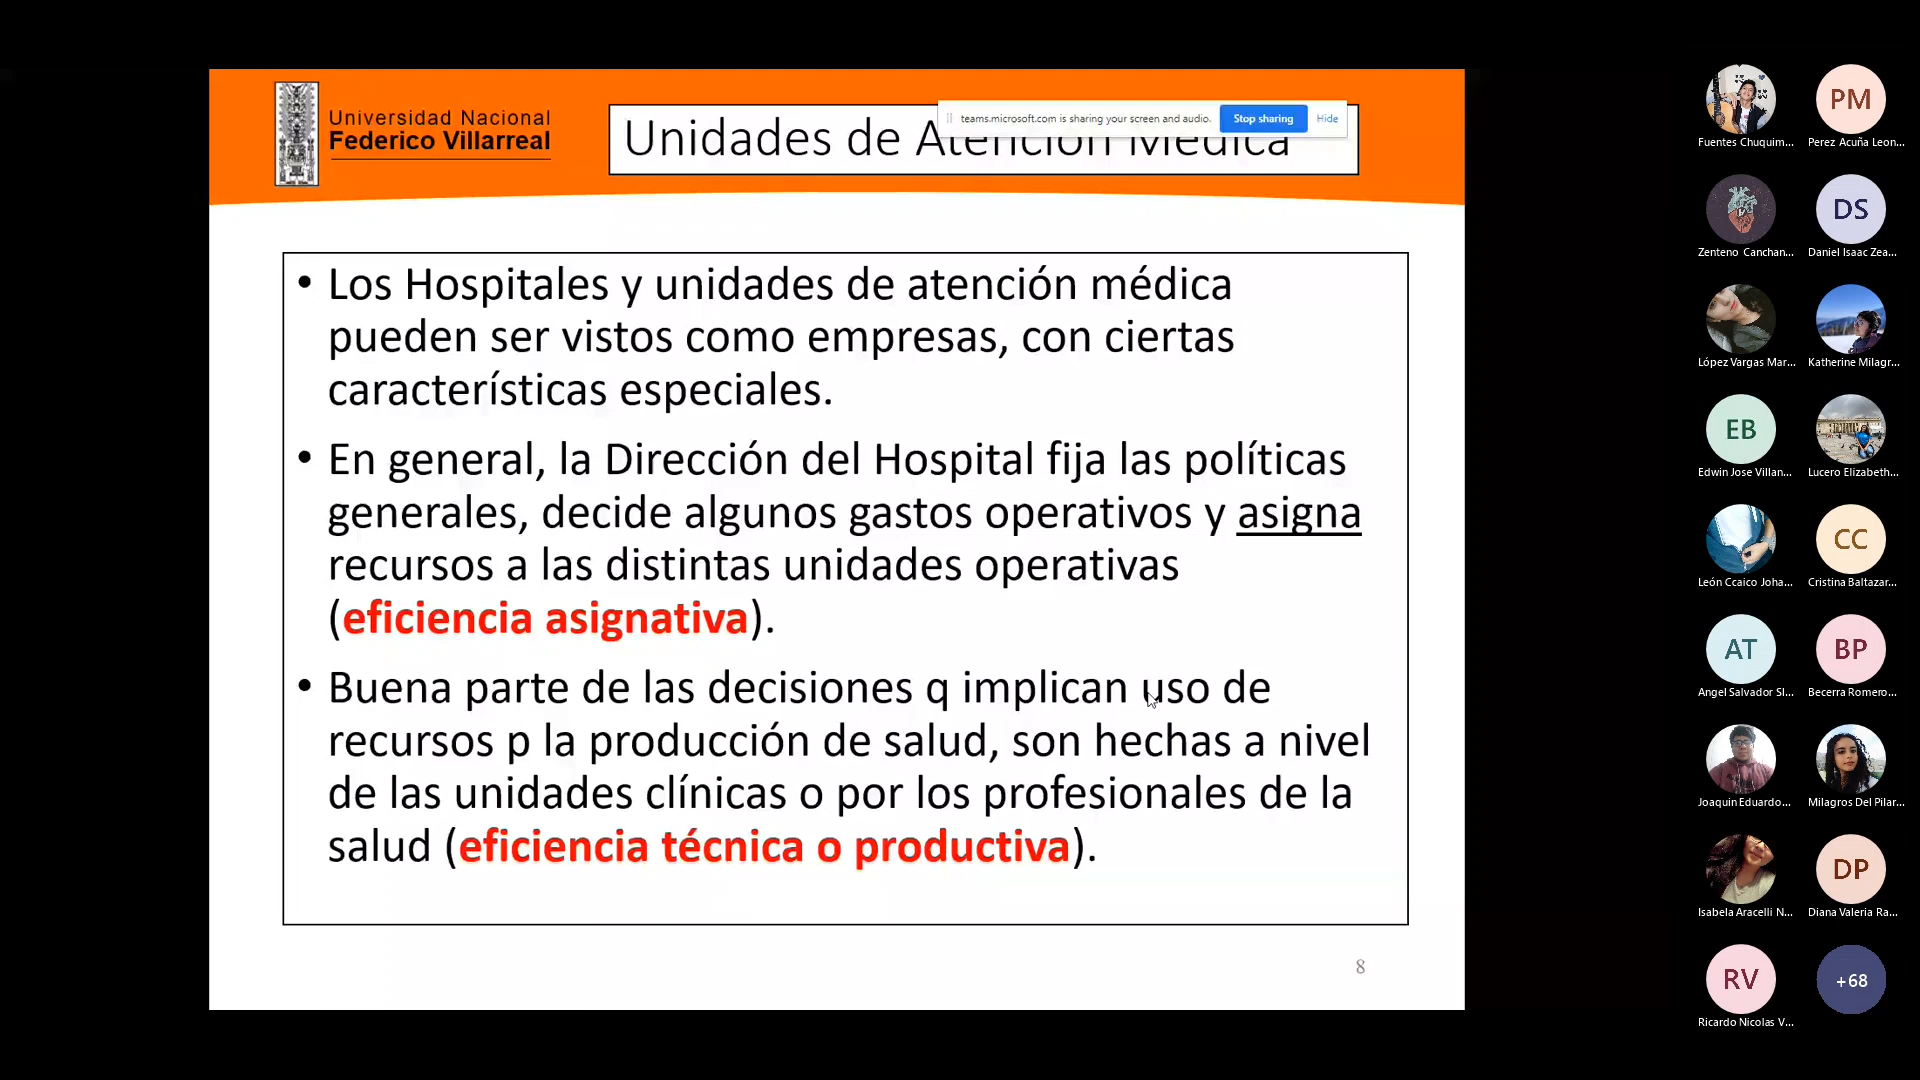 Universidad Nacional
Federico Villarreal
Unidades de Atención Médica
teams.microsoft.com is sharing your screen and audio.
Stop sharing
Hide
• Los Hospitales y unidades de atención médica
pueden ser vistos como empresas, con ciertas
características especiales.
• En general, la Dirección del Hospital fija las políticas
generales, decide algunos gastos operativos y asigna
recursos a las distintas unidades operativas
(eficiencia asignativa).
• Buena parte de las decisiones q implican uso de
recursos p la producción de salud, son hechas a nivel
de las unidades clínicas o por los profesionales de la
salud (eficiencia técnica o productiva).
8
Fuentes Chuquim...
PM
Perez Acuña Leon...
Zenteno Canchan...
DS
Daniel Isaac Zea...
López Vargas Mar...
Katherine Milagr...
EB
Edwin Jose Villan...
Lucero Elizabeth...
León Ccaico Joha...
CC
Cristina Baltazar...
AT
Angel Salvador Sl...
BP
Becerra Romero...
Joaquin Eduardo...
Milagros Del Pilar...
Isabela Aracelli N...
DP
Diana Valeria Ra...
RV
Ricardo Nicolas V...
+68